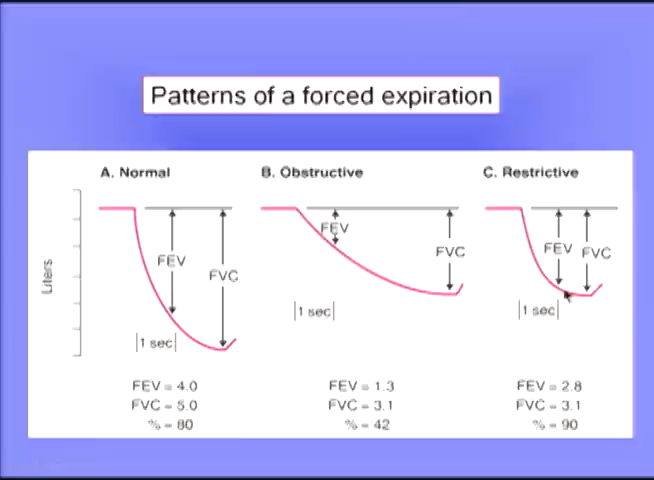 Patterns of a forced expiration
A. Normal
B. Obstructive
C. Restrictive
Liters
FEV
FVC
1 sec
FEV
FVC
1 sec
FEV
FVC
1 sec
FEV = 4.0
FVC = 5.0
% = 80
FEV = 1.3
FVC = 3.1
% = 42
FEV = 2.8
FVC = 3.1
% = 90